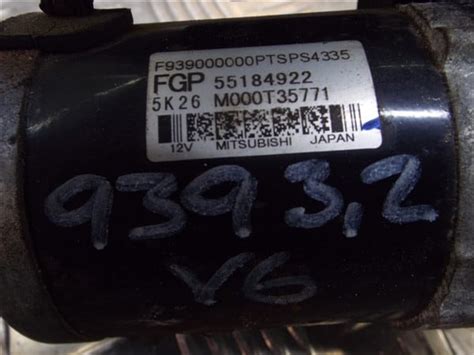 F939000000PTSPS4335
FGP 55184922
5K26 M000T35771
12V MITSUBISHI JAPAN
939 3,2
V6